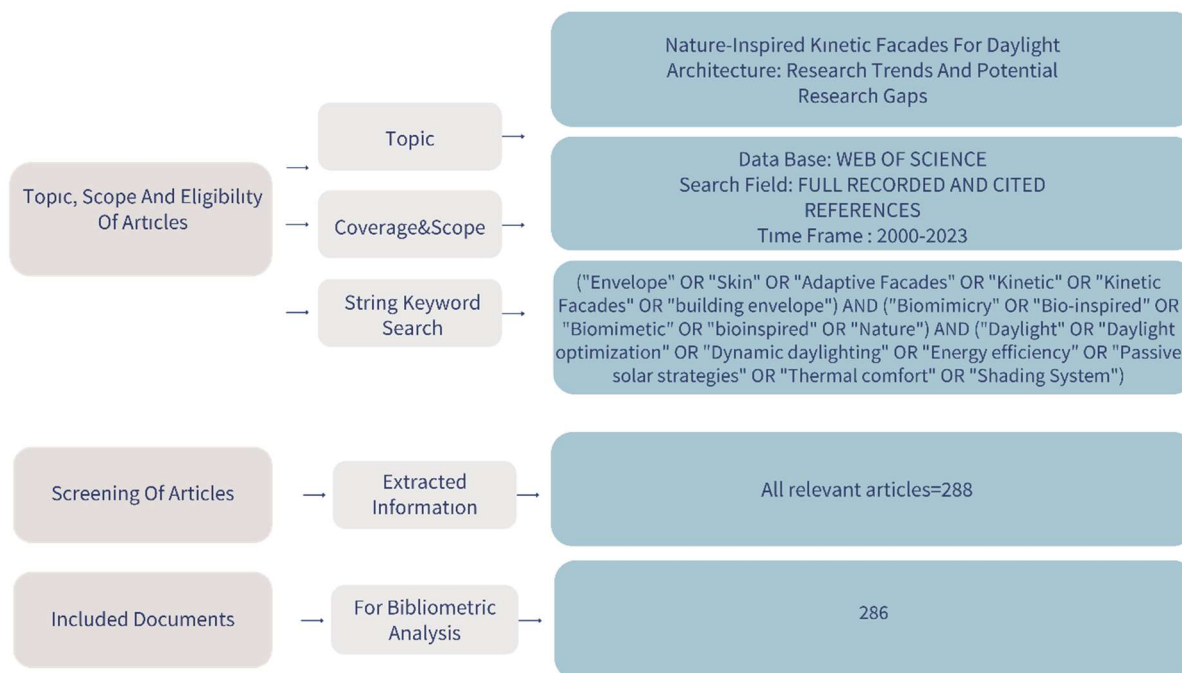 Nature-Inspired Kınetic Facades For Daylight
Architecture: Research Trends And Potential
Research Gaps
Topic
Topıc, Scope And Eligibılıty
Of Artıcles
Data Base: WEB OF SCIENCE
Search Field: FULL RECORDED AND CITED
REFERENCES
Tıme Frame : 2000-2023
Coverage&Scope
String Keyword
Search
("Envelope" OR "Skin" OR "Adaptive Facades" OR "Kinetic" OR "Kinetic
Facades" OR "building envelope") AND ("Biomimicry" OR "Bio-inspired" OR
"Biomimetic" OR "bioinspired" OR "Nature") AND ("Daylight" OR "Daylight
optimization" OR "Dynamic daylighting" OR "Energy efficiency" OR "Passive
solar strategies" OR "Thermal comfort" OR "Shading System")
Screening Of Articles
Extracted
Informatıon
All relevant articles=288
Included Documents
For Bibliometric
Analysis
286